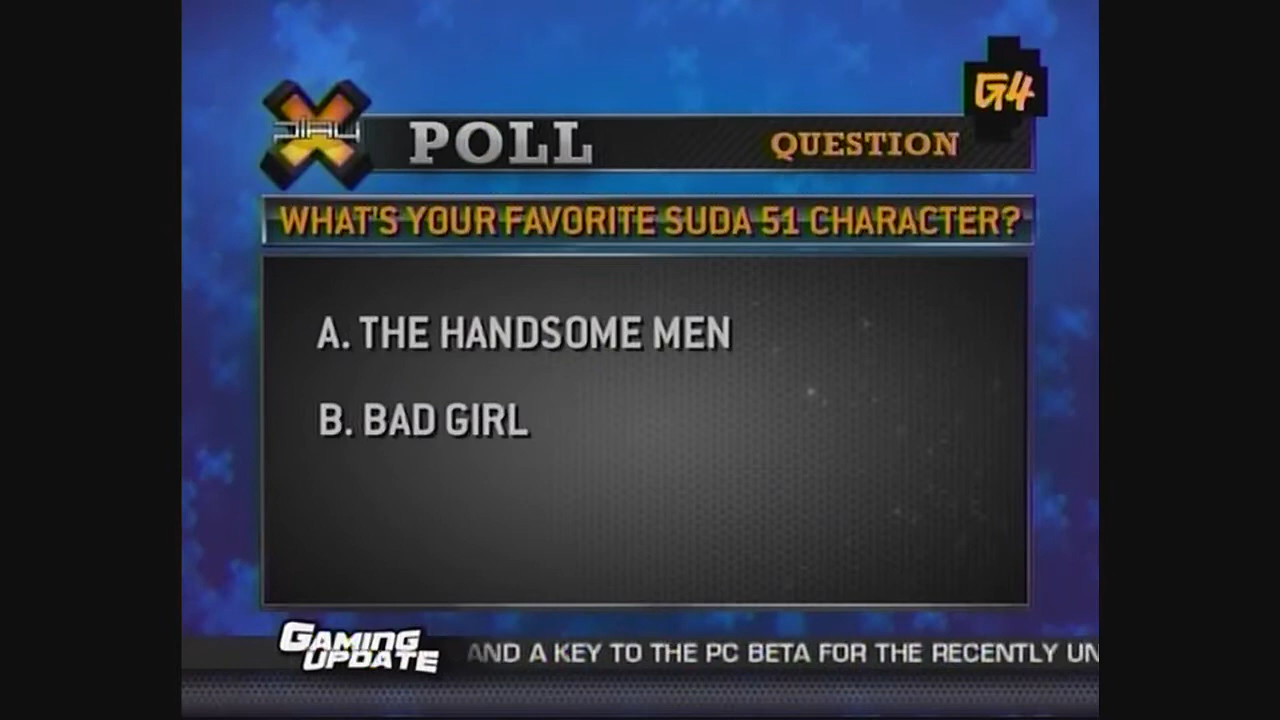 G4
POLL
QUESTION
WHAT'S YOUR FAVORITE SUDA 51 CHARACTER?
A. THE HANDSOME MEN
B. BAD GIRL
GAMING
UPDATE
AND A KEY TO THE PC BETA FOR THE RECENTLY UN